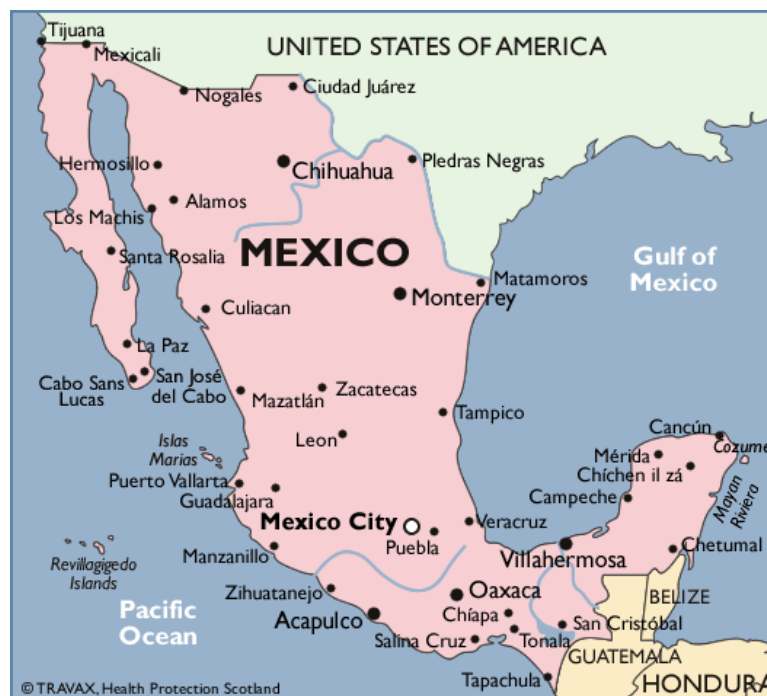 Tijuana
Mexicali
UNITED STATES OF AMERICA
Nogales
Ciudad Juárez
Hermosillo
Chihuahua
Pledras Negras
Alamos
Los Machis
Santa Rosalia
MEXICO
Gulf of
Mexico
Matamoros
Monterrey
Culiacan
La Paz
San José
del Cabo
Cabo Sans
Lucas
Mazatlán
Zacatecas
Tampico
Leon
Islas
Marias
Cancún
Cozume
Mérida
Chíchen il zá
Mayan
Riviera
Puerto Vallarta
Guadalajara
Campeche
Mexico City
Veracruz
Puebla
Villahermosa
Chetumal
Manzanillo
Revillagigedo
Islands
Zihuatanejo
Oaxaca
BELIZE
Pacific
Ocean
Acapulco
Chíapa
San Cristóbal
Salina Cruz
Tonala
GUATEMALA
Tapachula
HONDURA
© TRAVAX, Health Protection Scotland